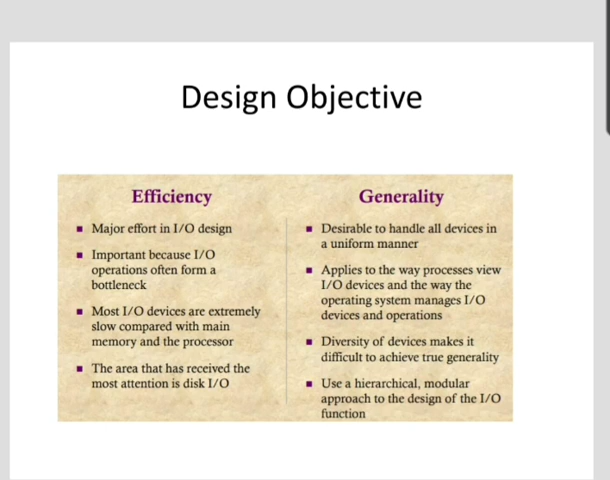 Design Objective
Efficiency
■ Major effort in I/O design
■ Important because I/O
operations often form a
bottleneck
■ Most I/O devices are extremely
slow compared with main
memory and the processor
■ The area that has received the
most attention is disk I/O
Generality
■ Desirable to handle all devices in
a uniform manner
■ Applies to the way processes view
I/O devices and the way the
operating system manages I/O
devices and operations
■ Diversity of devices makes it
difficult to achieve true generality
■ Use a hierarchical, modular
approach to the design of the I/O
function